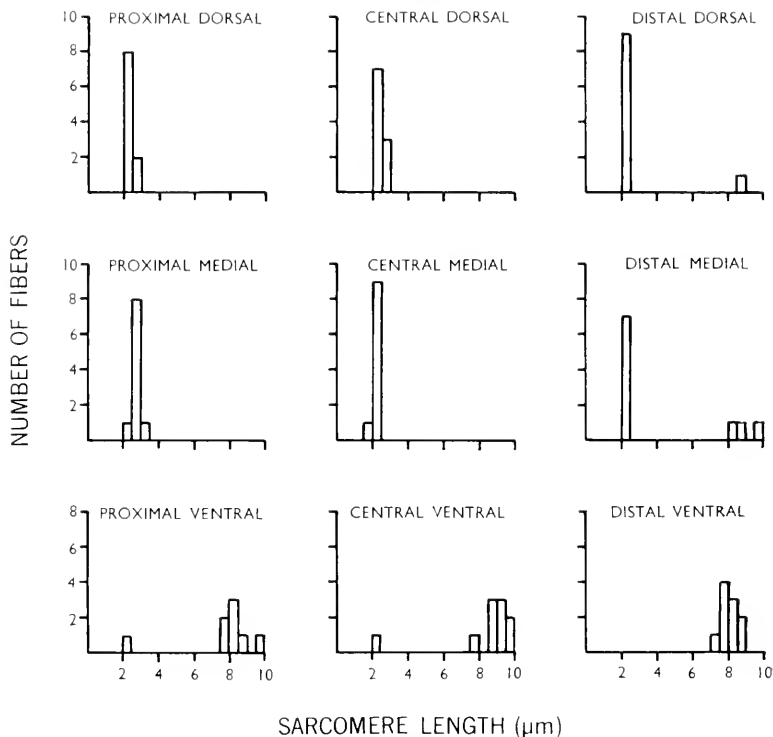 PROXIMAL DORSAL
CENTRAL DORSAL
DISTAL DORSAL
10
8
6
4
2
PROXIMAL MEDIAL
CENTRAL MEDIAL
DISTAL MEDIAL
10
8
6
4
2
NUMBER OF FIBERS
PROXIMAL VENTRAL
CENTRAL VENTRAL
DISTAL VENTRAL
8
6
4
2
2 4 6 8 10
2 4 6 8 10
2 4 6 8 10
SARCOMERE LENGTH (μm)